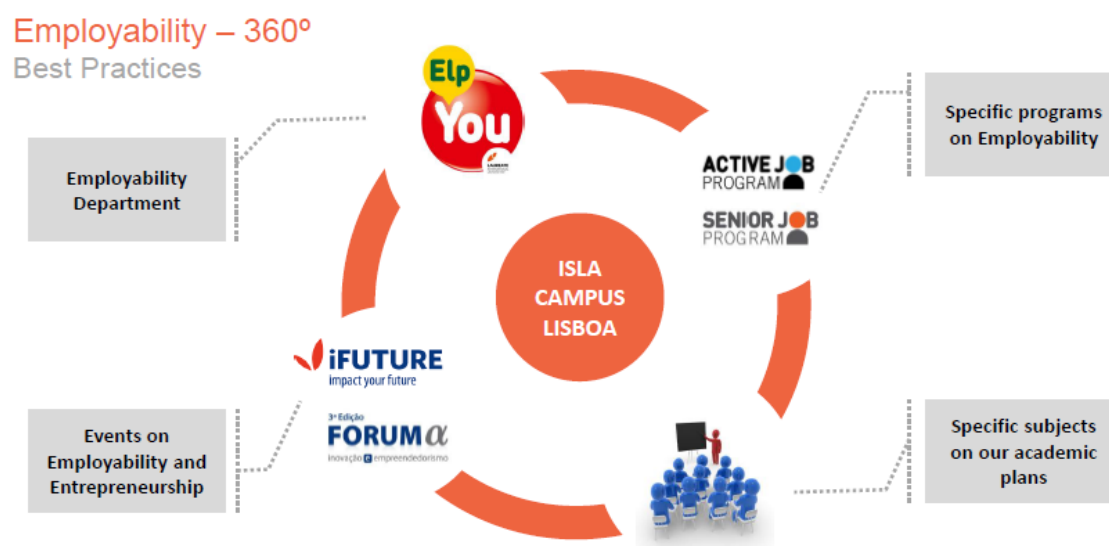 Employability – 360º
Best Practices
Elp
You
LAUREATE
Employability
Department
ACTIVE JOB
PROGRAM
SENIOR JOB
PROGRAM
Specific programs
on Employability
ISLA
CAMPUS
LISBOA
iFUTURE
impact your future
3ª Edição
FORUM α
inovação e empreendedorismo
Events on
Employability and
Entrepreneurship
Specific subjects
on our academic
plans